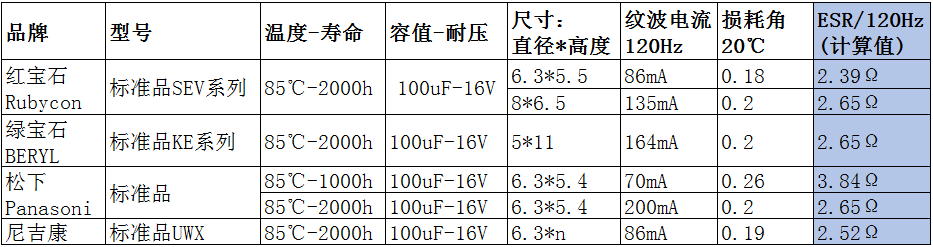 品牌 型号 温度-寿命 容值-耐压 尺寸: 直径*高度 纹波电流 120Hz 损耗角 20℃ ESR/120Hz (计算值)
红宝石 Rubycon 标准品SEV系列 85℃-2000h 100uF-16V 6.3*5.5 86mA 0.18 2.39Ω
8*6.5 135mA 0.2 2.65Ω
绿宝石 BERYL 标准品KE系列 85℃-2000h 100uF-16V 5*11 164mA 0.2 2.65Ω
松下 Panasoni 标准品 85℃-1000h 100uF-16V 6.3*5.4 70mA 0.26 3.84Ω
85℃-2000h 100uF-16V 6.3*5.4 200mA 0.2 2.65Ω
尼吉康 标准品UWX 85℃-2000h 100uF-16V 6.3*n 86mA 0.19 2.52Ω